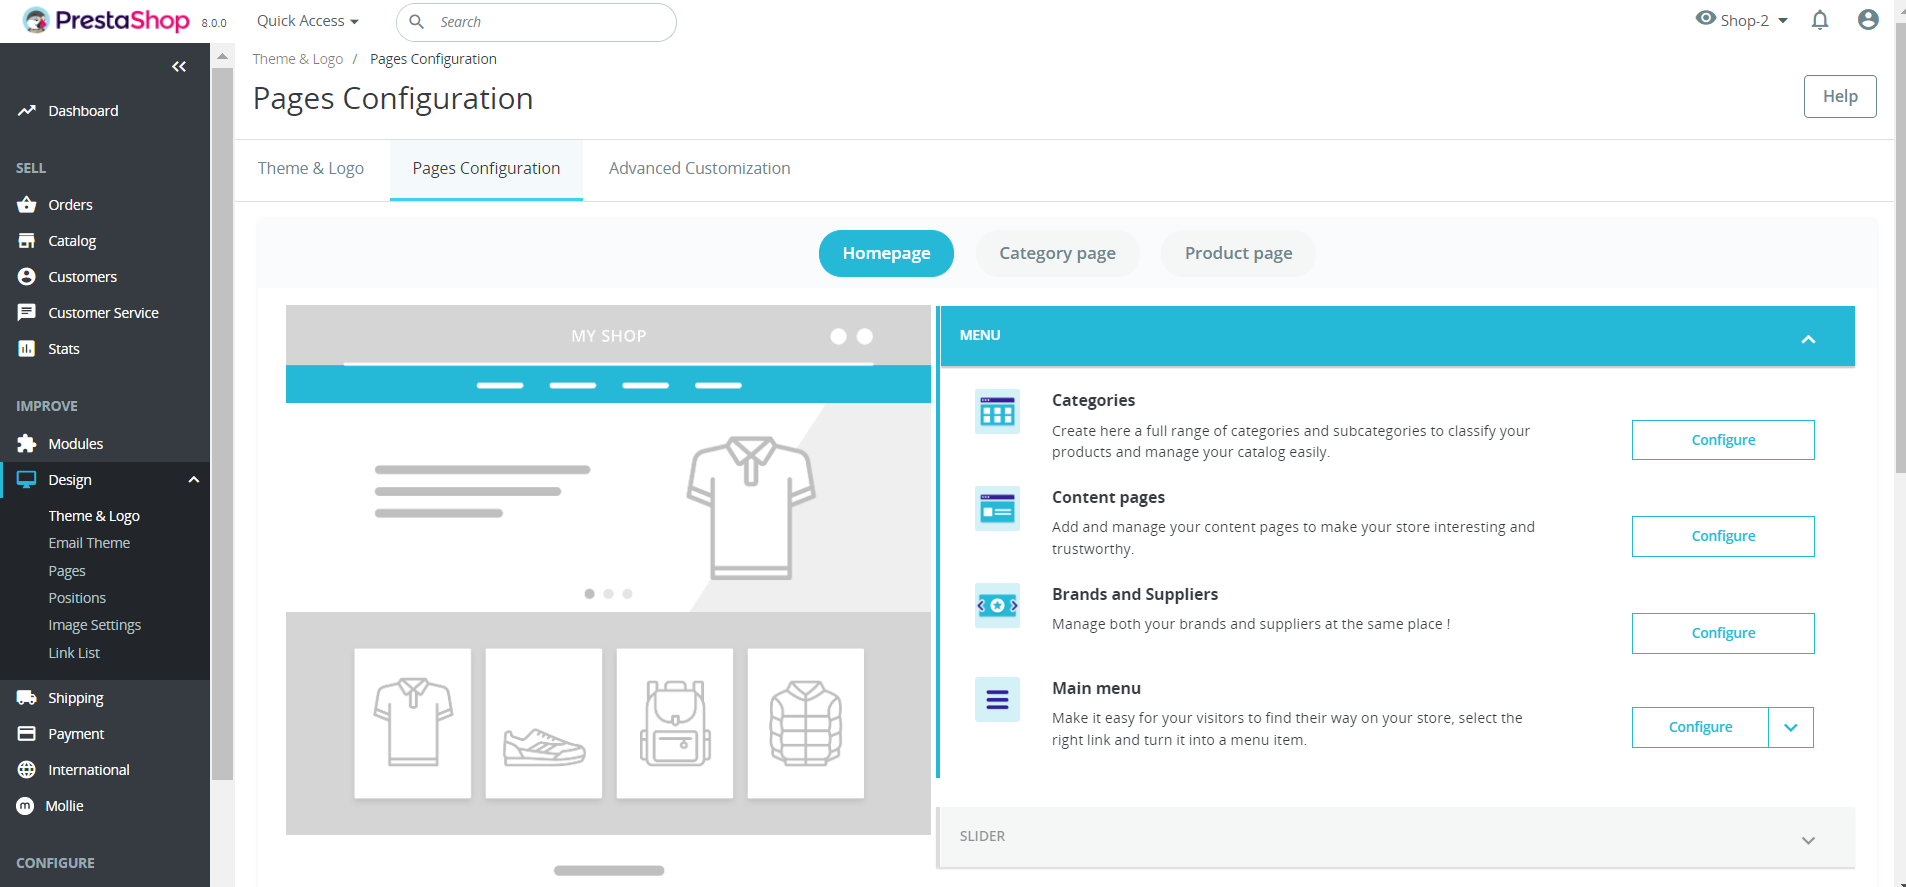 PrestaShop 8.0.0 Quick Access Search Shop-2
Theme & Logo / Pages Configuration
Pages Configuration
Help
Theme & Logo Pages Configuration Advanced Customization
Dashboard
SELL
Orders
Catalog
Customers
Customer Service
Stats
IMPROVE
Modules
Design
Theme & Logo
Email Theme
Pages
Positions
Image Settings
Link List
Shipping
Payment
International
m Mollie
CONFIGURE
Homepage Category page Product page
MY SHOP
MENU
Categories
Create here a full range of categories and subcategories to classify your
products and manage your catalog easily.
Configure
Content pages
Add and manage your content pages to make your store interesting and
trustworthy.
Configure
Brands and Suppliers
Manage both your brands and suppliers at the same place !
Configure
Main menu
Make it easy for your visitors to find their way on your store, select the
right link and turn it into a menu item.
Configure
SLIDER